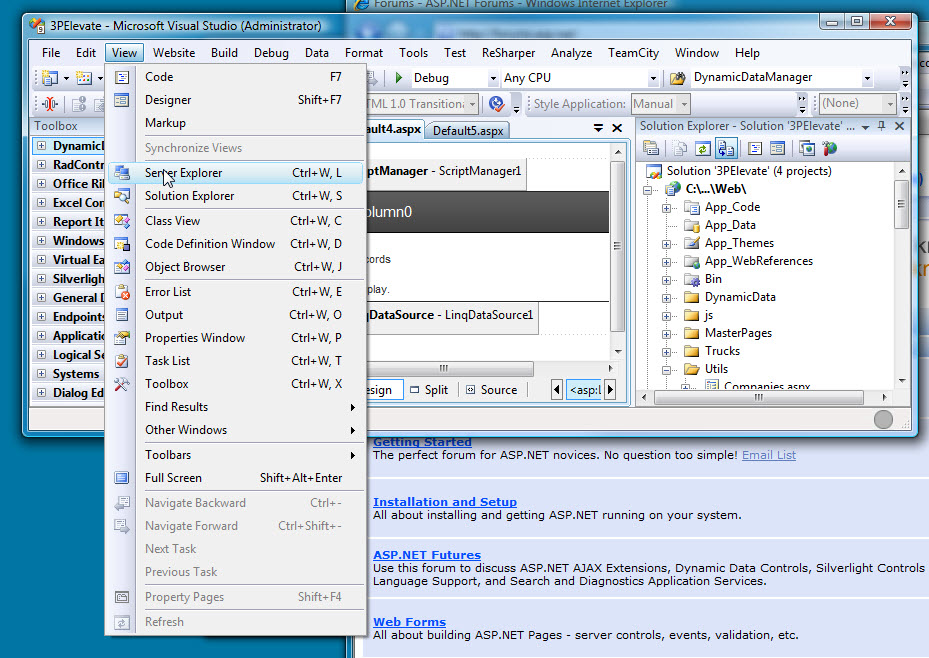 Forums - ASP.NET Forums - Windows Internet Explorer
3PElevate - Microsoft Visual Studio (Administrator)
File Edit View Website Build Debug Data Format Tools Test ReSharper Analyze TeamCity Window Help
Debug Any CPU DynamicDataManager
TML 1.0 Transitiona Style Application: Manual (None)
Toolbox
Dynamic
RadContr
Office Ri
Excel Con
Report It
Windows
Virtual Ea
Silverligh
General
Endpoints
Applicatio
Logical Se
Systems
Dialog Ed
Code F7
Designer Shift+F7
Markup
Synchronize Views
Server Explorer Ctrl+W, L
Solution Explorer Ctrl+W, S
Class View Ctrl+W, C
Code Definition Window Ctrl+W, D
Object Browser Ctrl+W, J
Error List Ctrl+W, E
Output Ctrl+W, O
Properties Window Ctrl+W, P
Task List Ctrl+W, T
Toolbox Ctrl+W, X
Find Results
Other Windows
Toolbars
Full Screen Shift+Alt+Enter
Navigate Backward Ctrl+-
Navigate Forward Ctrl+Shift+-
Next Task
Previous Task
Property Pages Shift+F4
Refresh
ault4.aspx Default5.aspx
ptManager - ScriptManager1
olumn0
cords
play.
qDataSource - LinqDataSource1
esign Split Source <asp:L
Solution Explorer - Solution '3PElevate' ...
Solution '3PElevate' (4 projects)
C:\...\Web\
App_Code
App_Data
App_Themes
App_WebReferences
Bin
DynamicData
js
MasterPages
Trucks
Utils
Companies.aspx
Getting Started
The perfect forum for ASP.NET novices. No question too simple! Email List
Installation and Setup
All about installing and getting ASP.NET running on your system.
ASP.NET Futures
Use this forum to discuss ASP.NET AJAX Extensions, Dynamic Data Controls, Silverlight Controls
Language Support, and Search and Diagnostics Application Services.
Web Forms
All about building ASP.NET Pages - server controls, events, validation, etc.